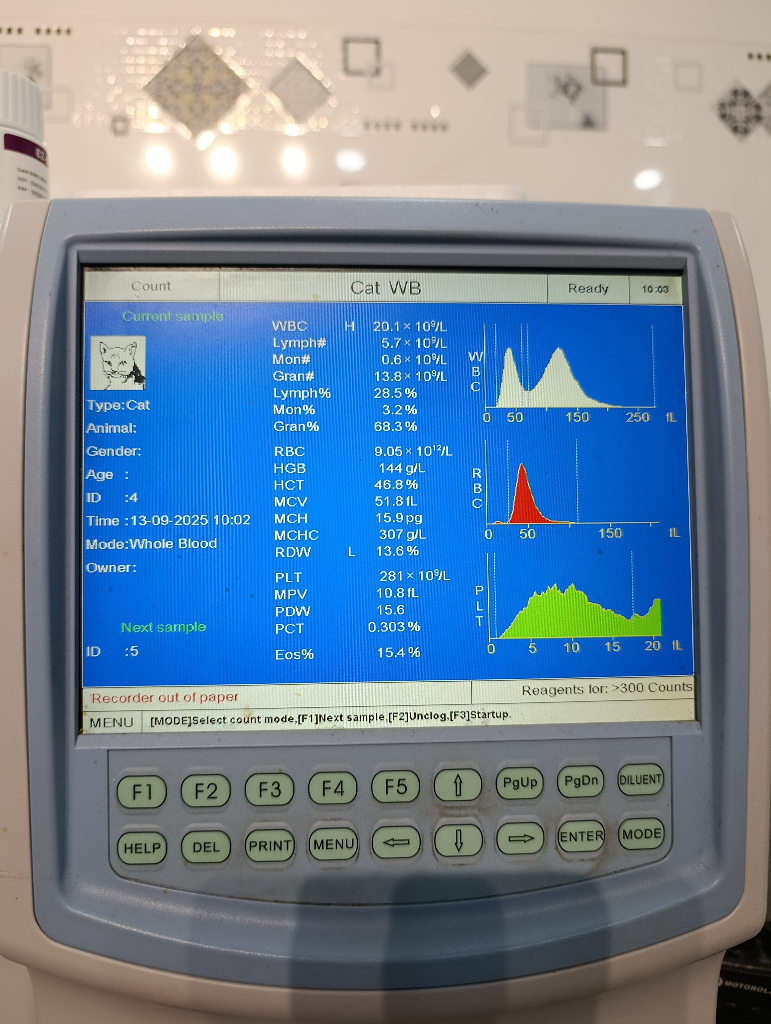 Count Cat WB Ready 10:03
Current sample
Type:Cat
Animal:
Gender:
Age :
ID :4
Time :13-09-2025 10:02
Mode:Whole Blood
Owner:
Next sample
ID :5
WBC H 20.1 × 10⁹/L
Lymph# 5.7 × 10⁹/L
Mon# 0.6 × 10⁹/L
Gran# 13.8 × 10⁹/L
Lymph% 28.5 %
Mon% 3.2 %
Gran% 68.3 %
RBC 9.05 × 10¹²/L
HGB 144 g/L
HCT 46.8 %
MCV 51.8 fL
MCH 15.9 pg
MCHC 307 g/L
RDW L 13.6 %
PLT 281 × 10⁹/L
MPV 10.8 fL
PDW 15.6
PCT 0.303 %
Eos% 15.4 %
WBC
0 50 150 250 fL
RBC
0 50 150 fL
PLT
0 5 10 15 20 fL
Recorder out of paper
Reagents for: >300 Counts
MENU [MODE]Select count mode,[F1]Next sample,[F2]Unclog,[F3]Startup.
F1 F2 F3 F4 F5 ⇧ PgUp PgDn DILUENT
HELP DEL PRINT MENU ⇦ ⇩ ⇨ ENTER MODE
MOTOROLA